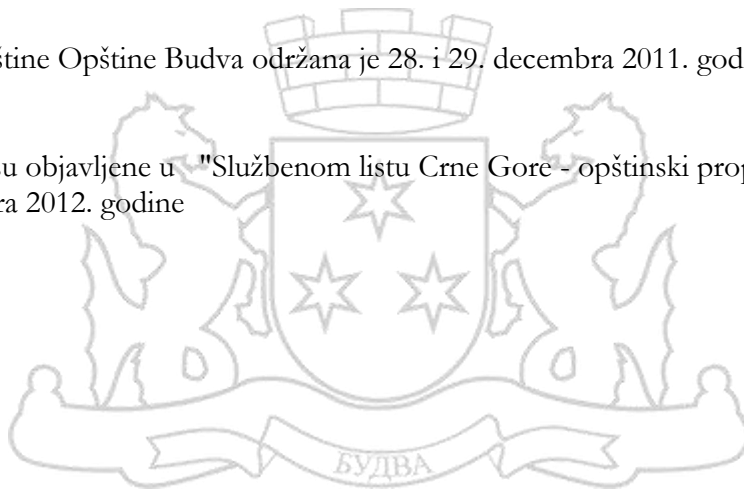 štine Opštine Budva održana je 28. i 29. decembra 2011. god
su objavljene u "Službenom listu Crne Gore - opštinski prop
ra 2012. godine
БУДВА